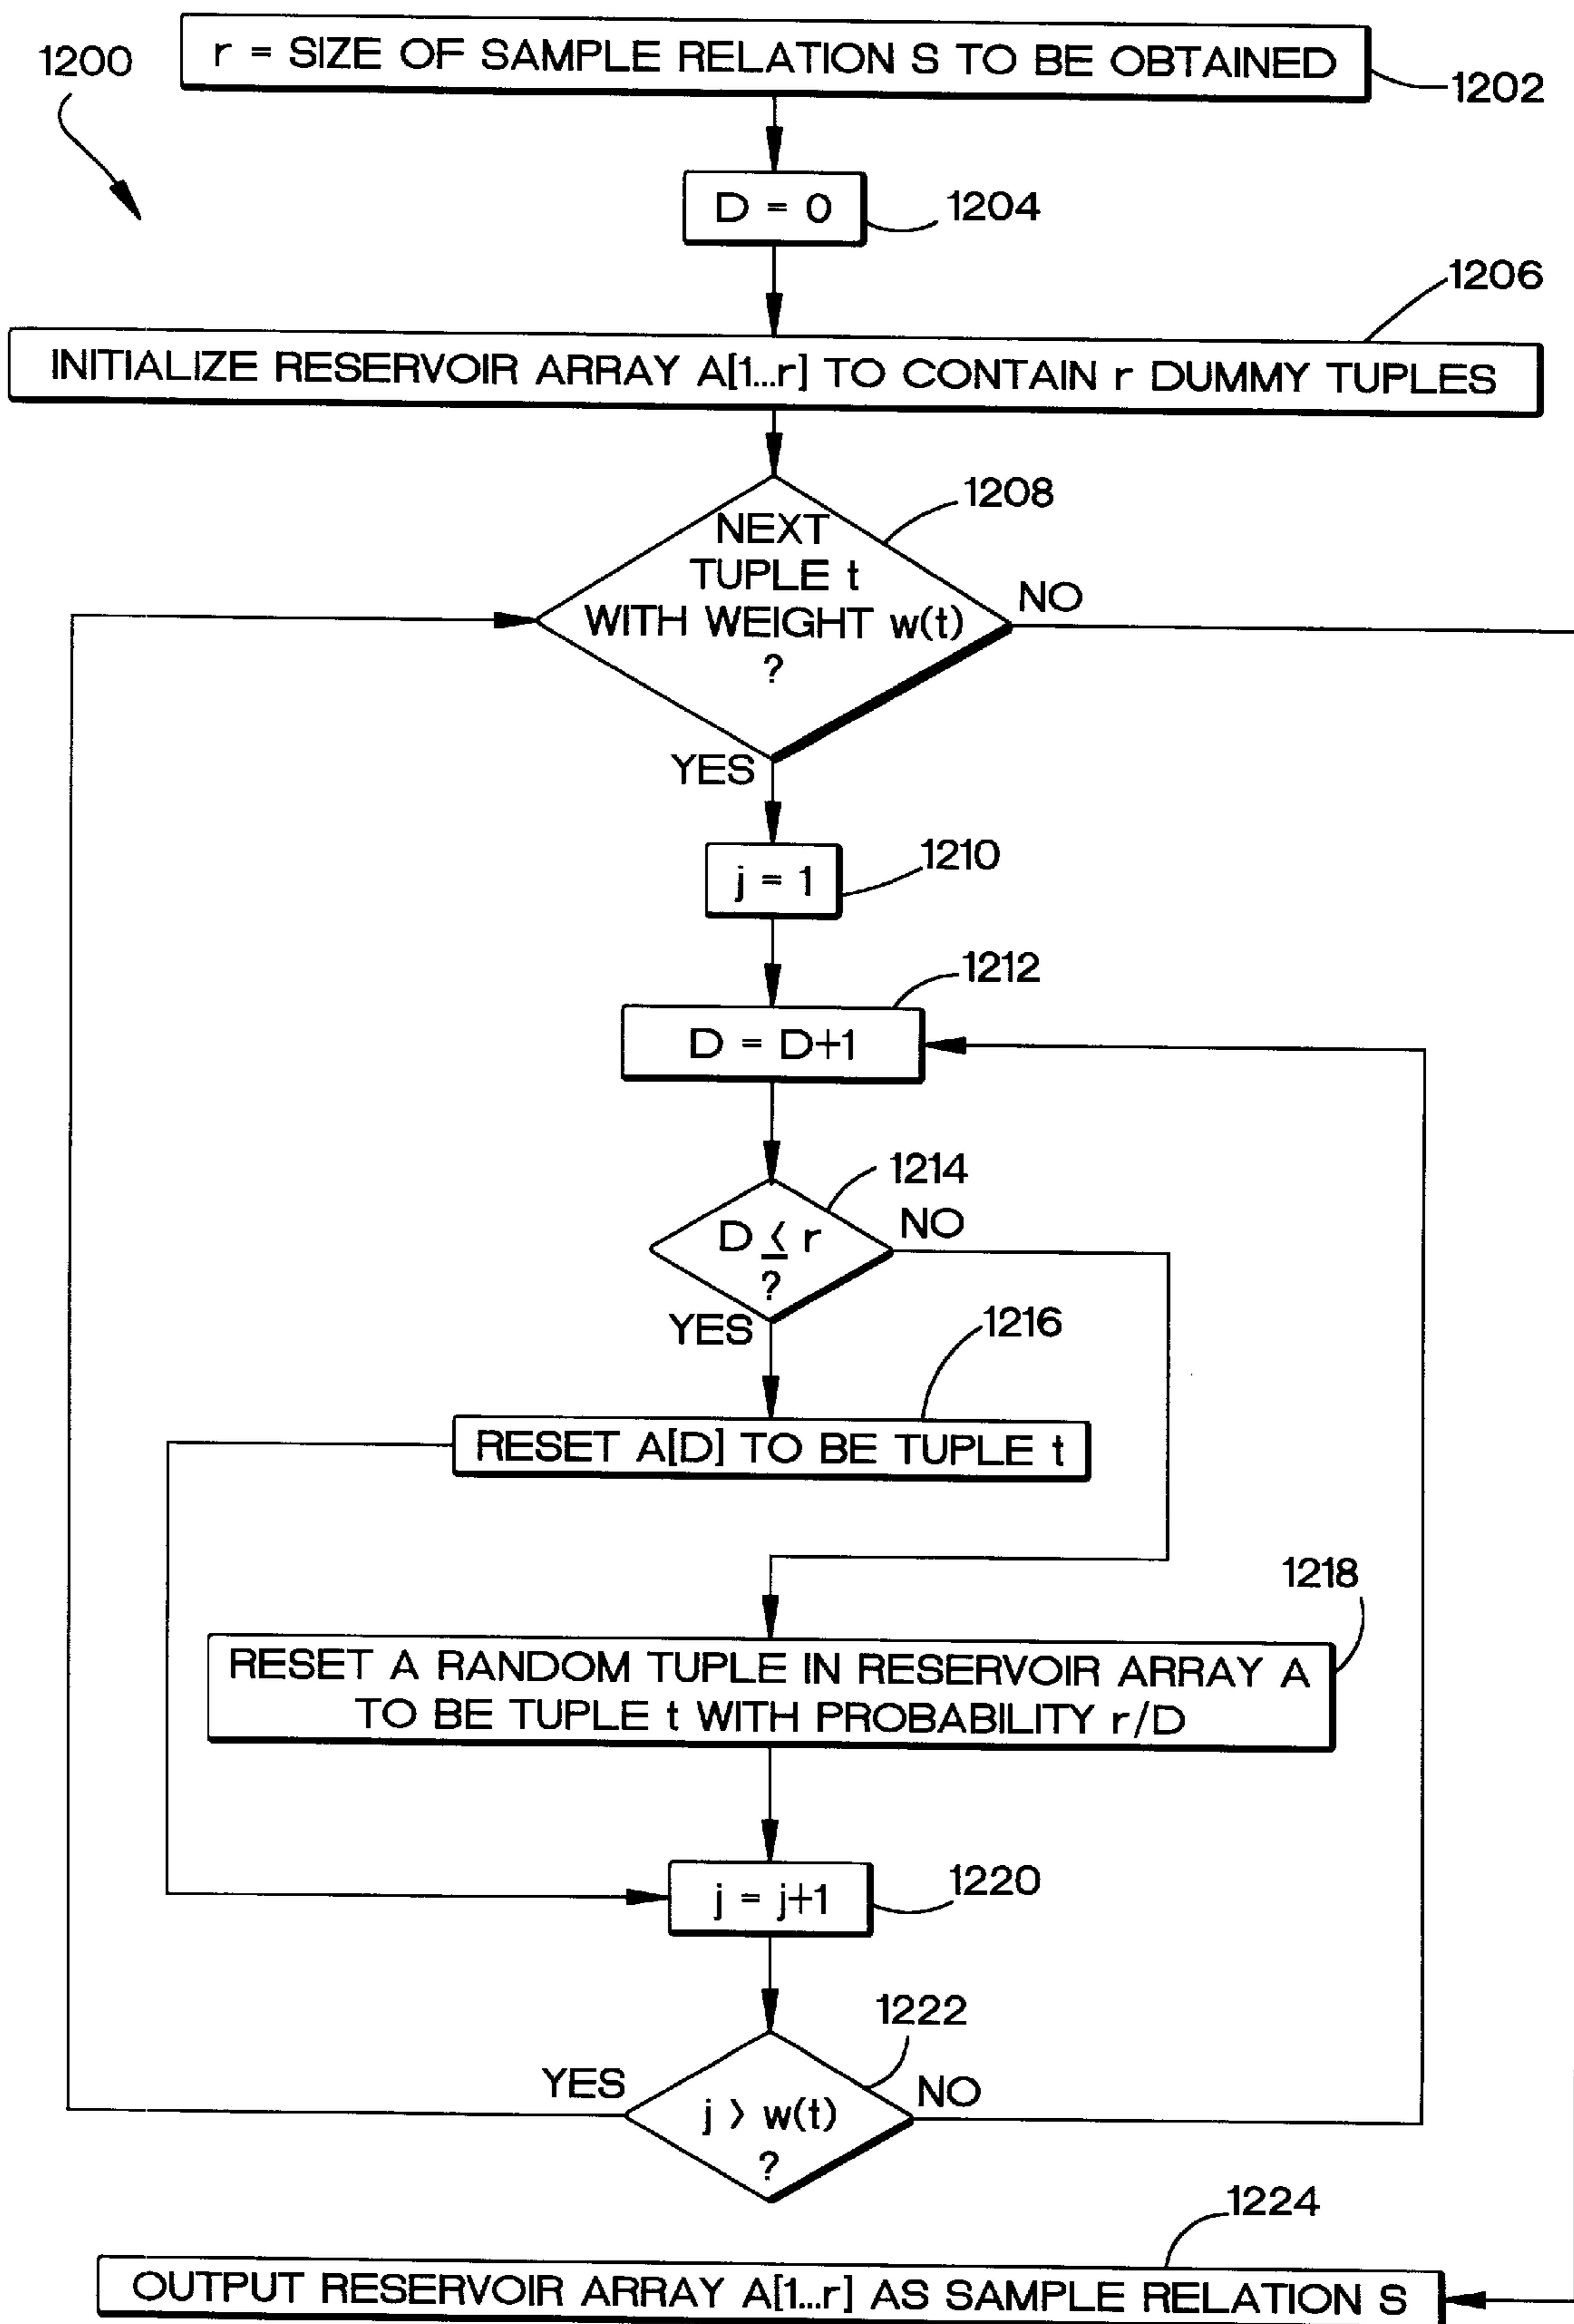 1200
r = SIZE OF SAMPLE RELATION S TO BE OBTAINED
1202
D = 0
1204
1206
INITIALIZE RESERVOIR ARRAY A[1...r] TO CONTAIN r DUMMY TUPLES
1208
NEXT
TUPLE t
WITH WEIGHT w(t)
?
NO
YES
1210
j = 1
1212
D = D+1
1214
D ≤ r
?
NO
YES
1216
RESET A[D] TO BE TUPLE t
1218
RESET A RANDOM TUPLE IN RESERVOIR ARRAY A
TO BE TUPLE t WITH PROBABILITY r/D
1220
j = j+1
1222
YES
j > w(t)
?
NO
1224
OUTPUT RESERVOIR ARRAY A[1...r] AS SAMPLE RELATION S